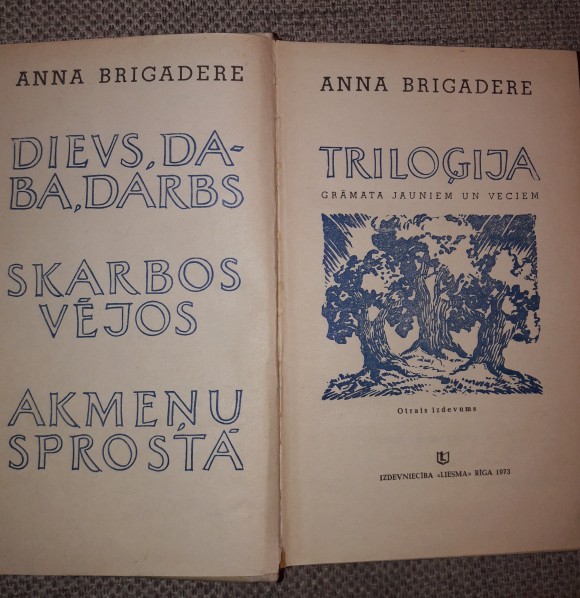 ANNA BRIGADERE
DIEVS, DA-
BA, DARBS
SKARBOS
VĒJOS
AKMEŅU
SPROSTĀ
ANNA BRIGADERE
TRILOĢIJA
GRĀMATA JAUNIEM UN VECIEM
Otrais izdevums
IZDEVNIECĪBA «LIESMA» RĪGA 1973